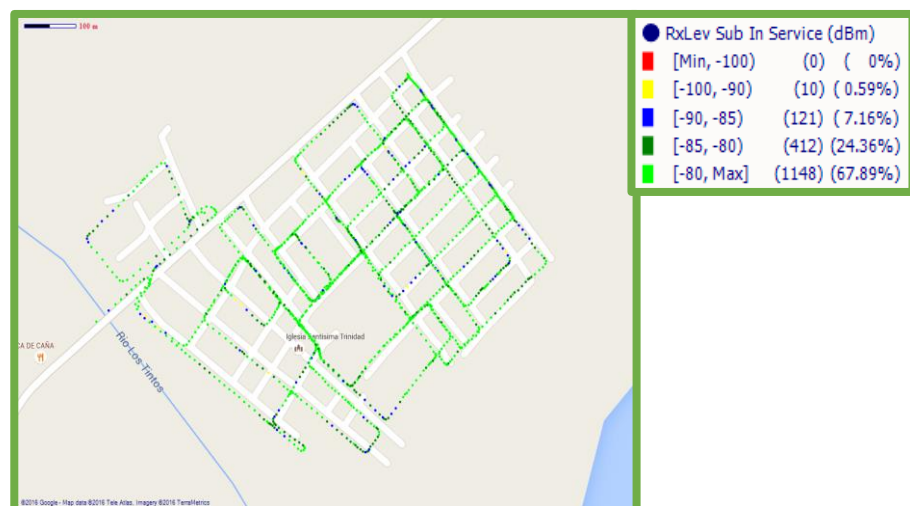 100 m
RxLev Sub In Service (dBm)
[Min, -100) (0) ( 0%)
[-100, -90) (10) ( 0.59%)
[-90, -85) (121) ( 7.16%)
[-85, -80) (412) (24.36%)
[-80, Max] (1148) (67.89%)
Iglesia Santísima Trinidad
CA DE CAÑA
Río Los Tintos
©2016 Google - Map data ©2016 Tele Atlas, Imagery ©2016 TerraMetrics